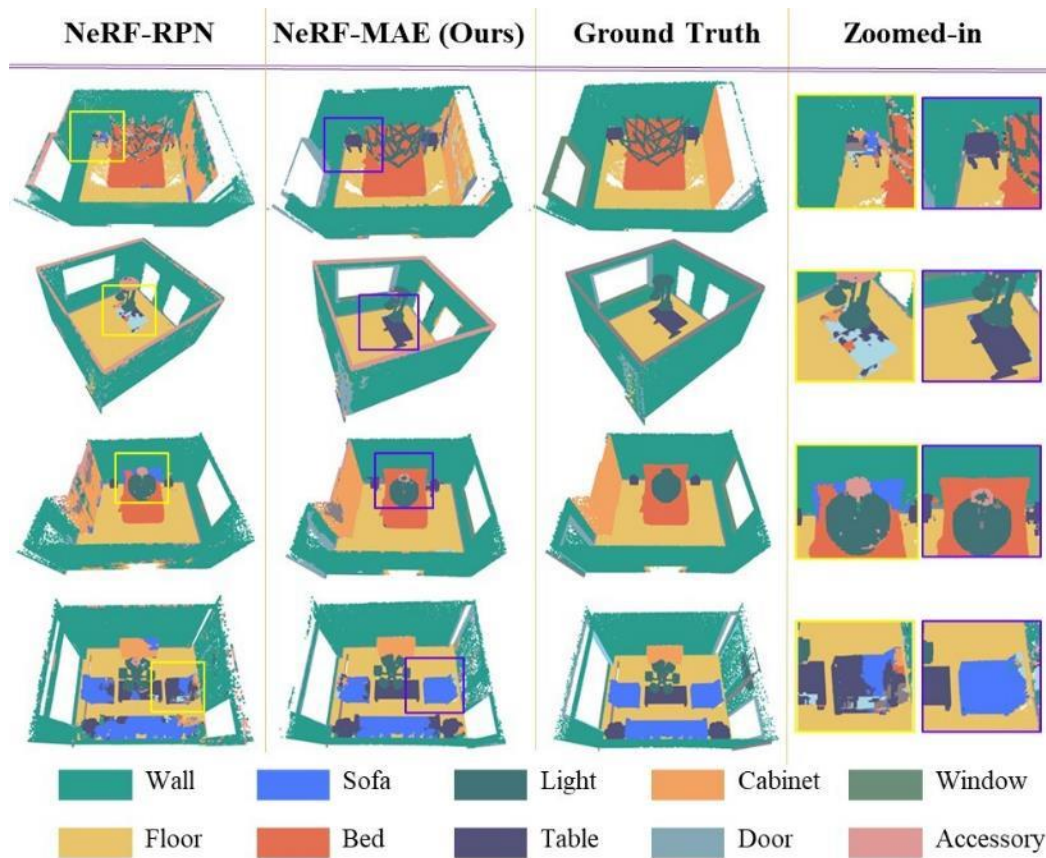 NeRF-RPN NeRF-MAE (Ours) Ground Truth Zoomed-in
Wall Sofa Light Cabinet Window
Floor Bed Table Door Accessory